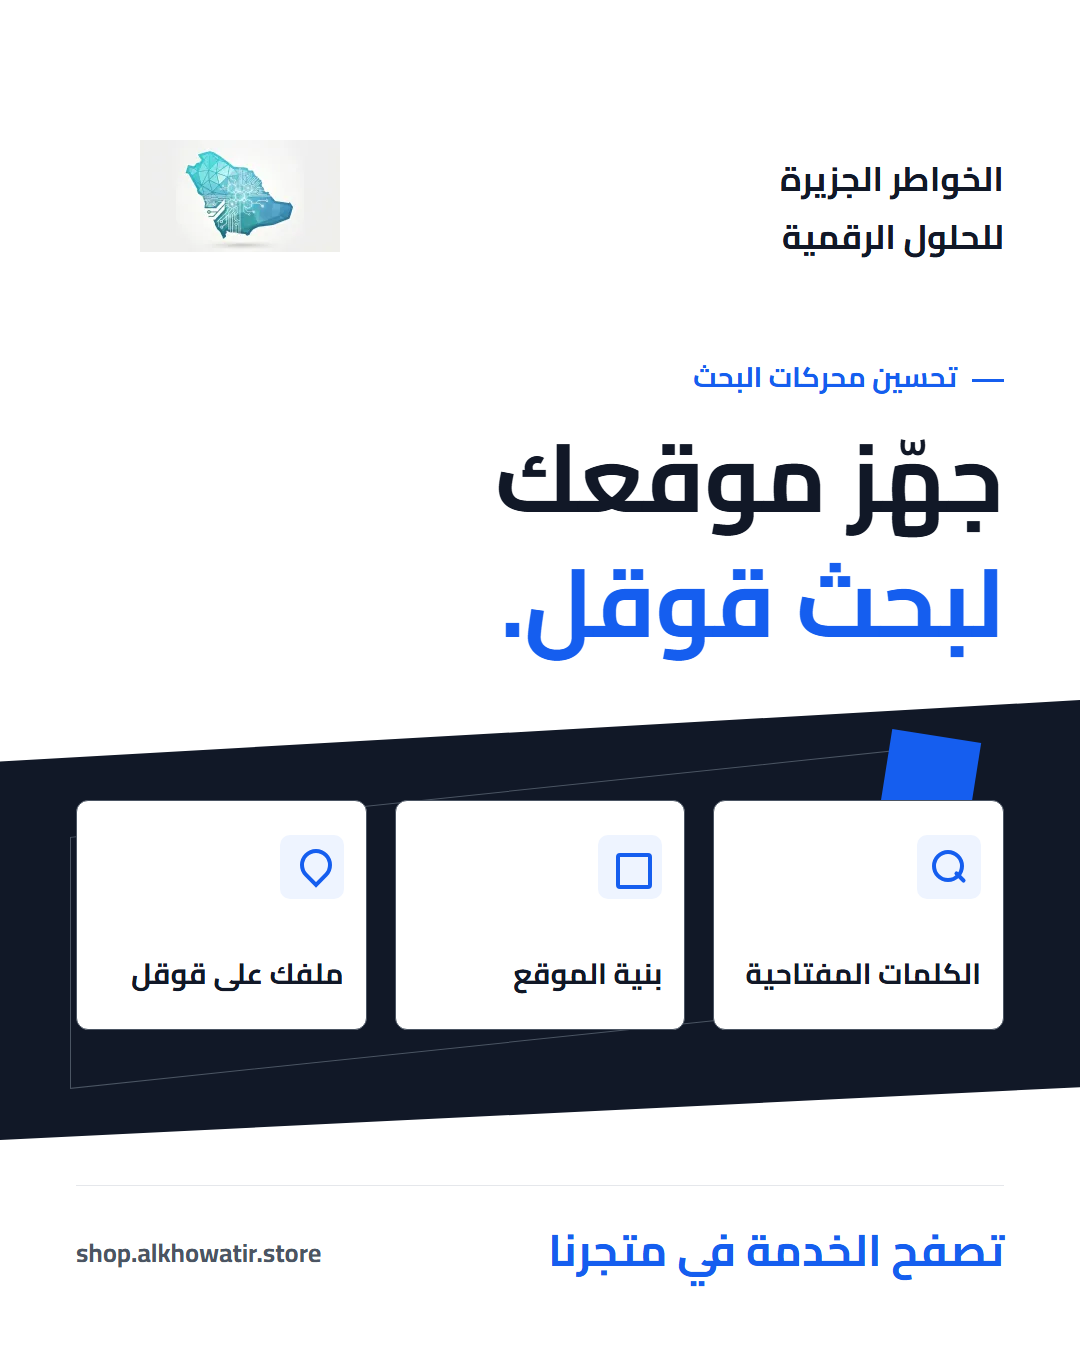 الخواطر الجزيرة
للحلول الرقمية
تحسين محركات البحث
جهّز موقعك
لبحث قوقل.
الكلمات المفتاحية
بنية الموقع
ملفك على قوقل
تصفح الخدمة في متجرنا
shop.alkhowatir.store